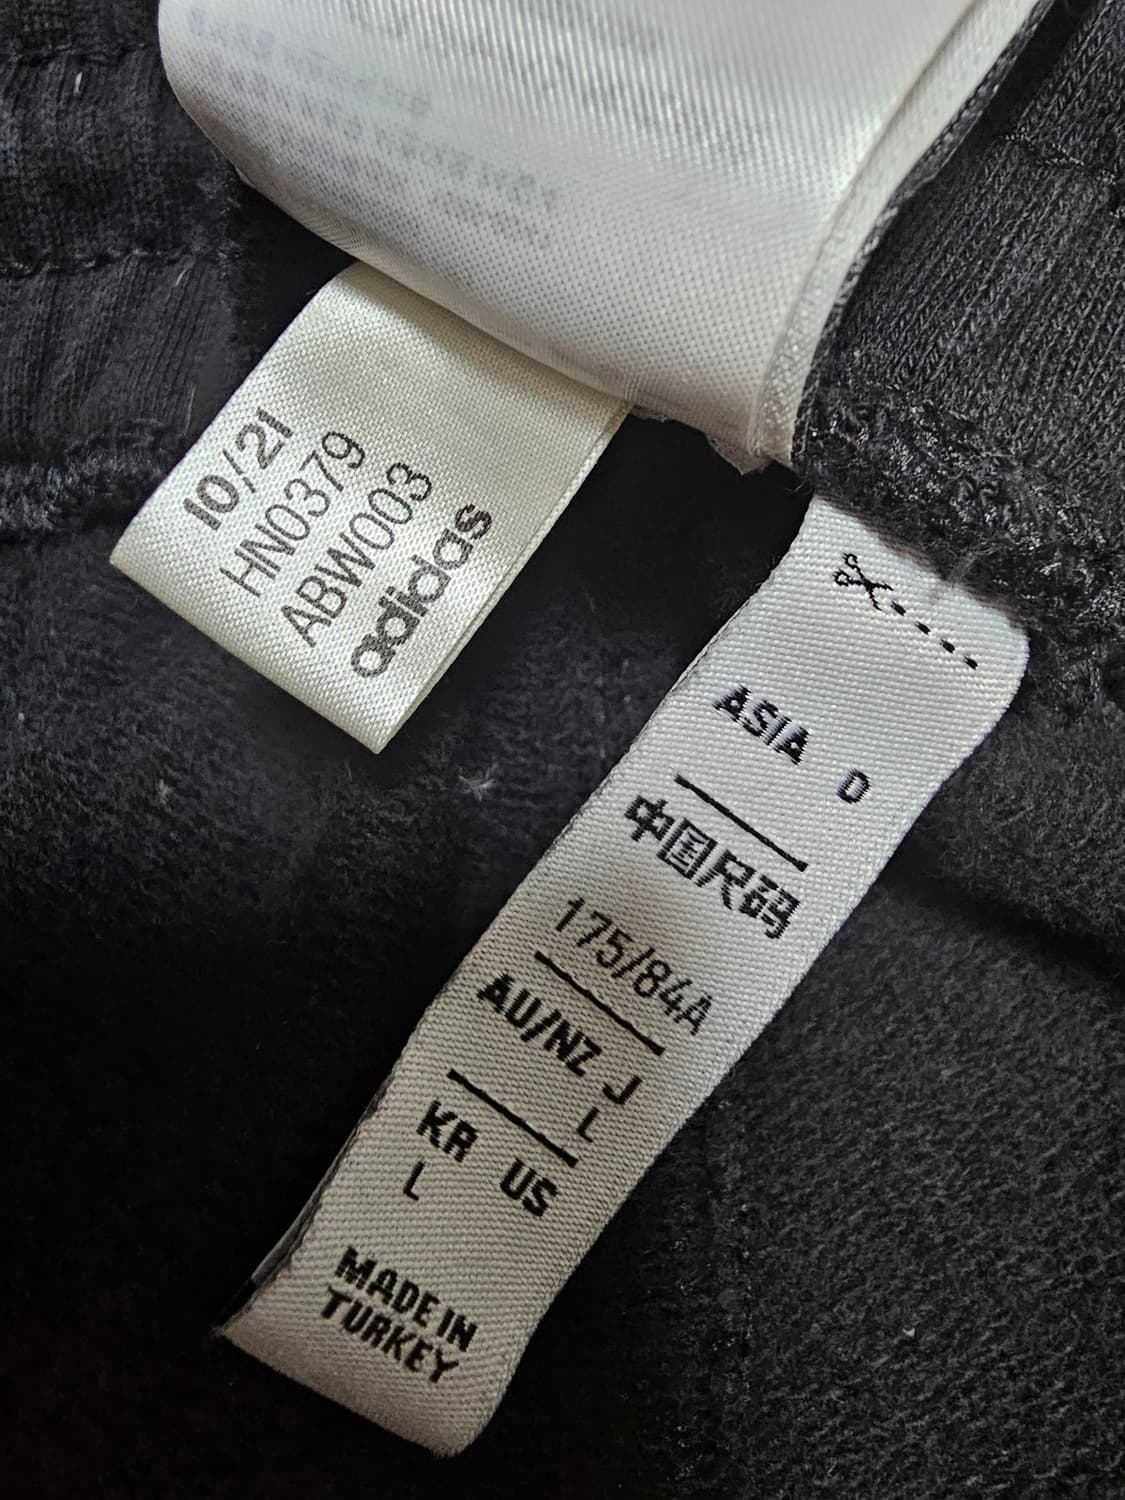 10/21
HN0379
ABW003
adidas
ASIA D
中国尺码
175/84A
AU/NZ J
L
KR US
L
MADE IN
TURKEY